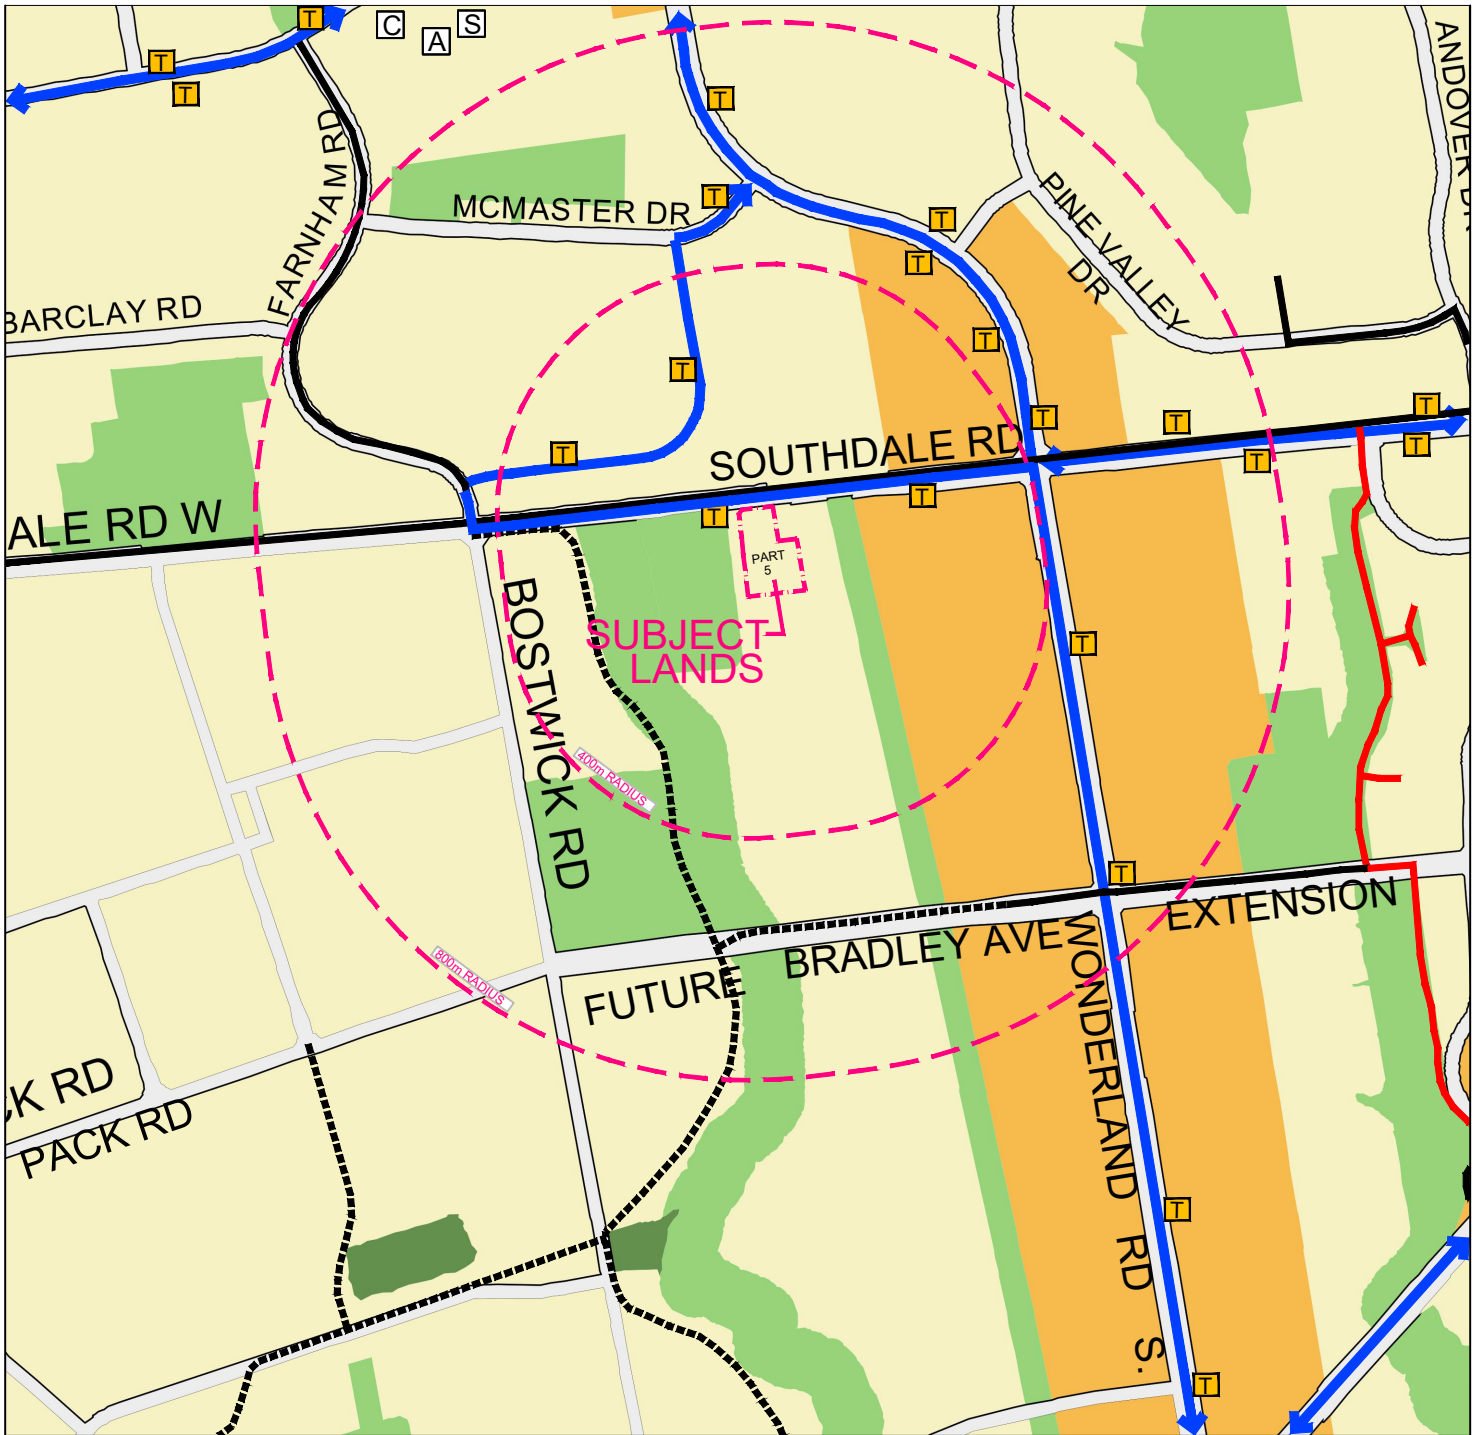 T
C
S
A
T
T
T
ANDOVER DR
FARNHAM RD
MCMASTER DR
T
PINE VALLEY
DR
T
T
BARCLAY RD
T
T
T
T
T
T
SOUTHDALE RD
T
T
T
T
T
ALE RD W
PART
5
BOSTWICK RD
SUBJECT
LANDS
T
400m RADIUS
T
EXTENSION
BRADLEY AVE
FUTURE
800m RADIUS
WONDERLAND RD S.
CK RD
PACK RD
T
T